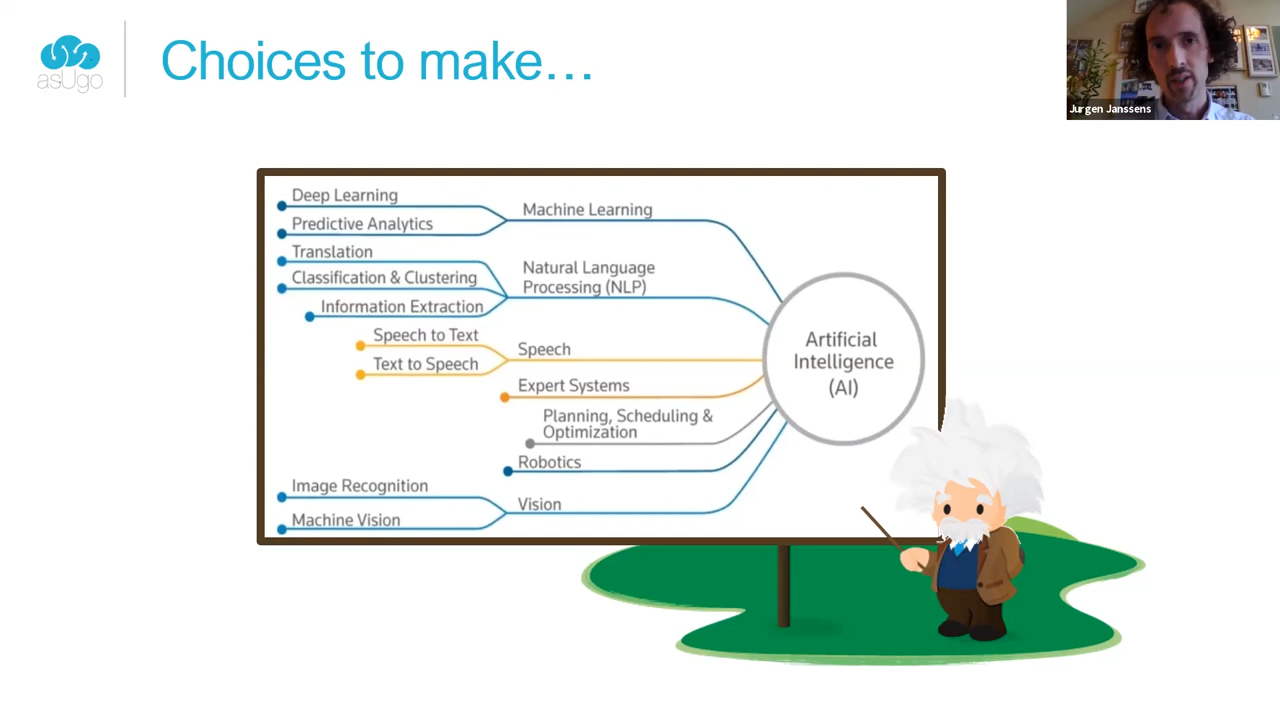 asUgo
Choices to make…
Jurgen Janssens
Deep Learning
Predictive Analytics
Machine Learning
Translation
Classification & Clustering
Information Extraction
Natural Language
Processing (NLP)
Speech to Text
Text to Speech
Speech
Expert Systems
Planning, Scheduling &
Optimization
Robotics
Image Recognition
Machine Vision
Vision
Artificial
Intelligence
(AI)